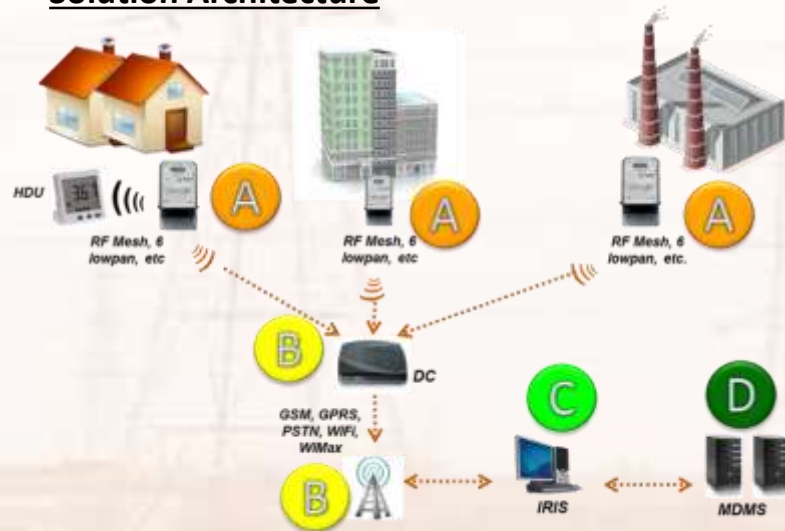 Solution Architecture
HDU
A
A
A
RF Mesh, 6
lowpan, etc
RF Mesh, 6
lowpan, etc
RF Mesh, 6
lowpan, etc.
B
DC
GSM, GPRS,
PSTN, WiFi,
WiMax
B
C
D
IRIS
MDMS